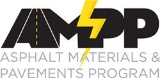 AMPP
ASPHALT MATERIALS &
PAVEMENTS PROGRAM